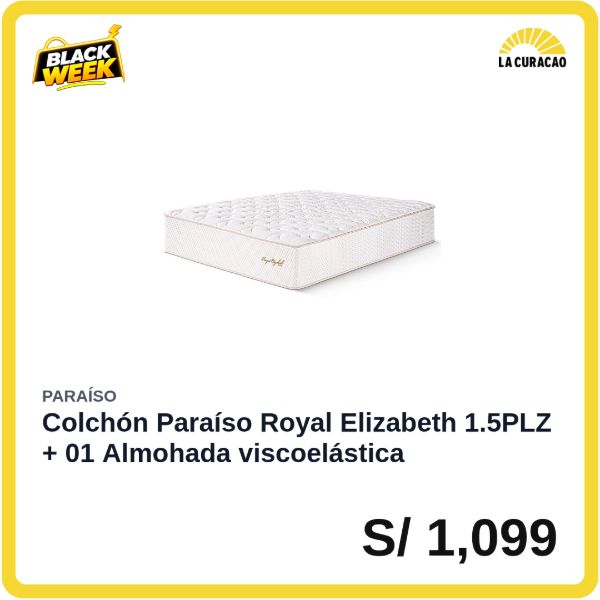 BLACK
WEEK
LA CURACAO
PARAÍSO
Colchón Paraíso Royal Elizabeth 1.5PLZ
+ 01 Almohada viscoelástica
S/ 1,099